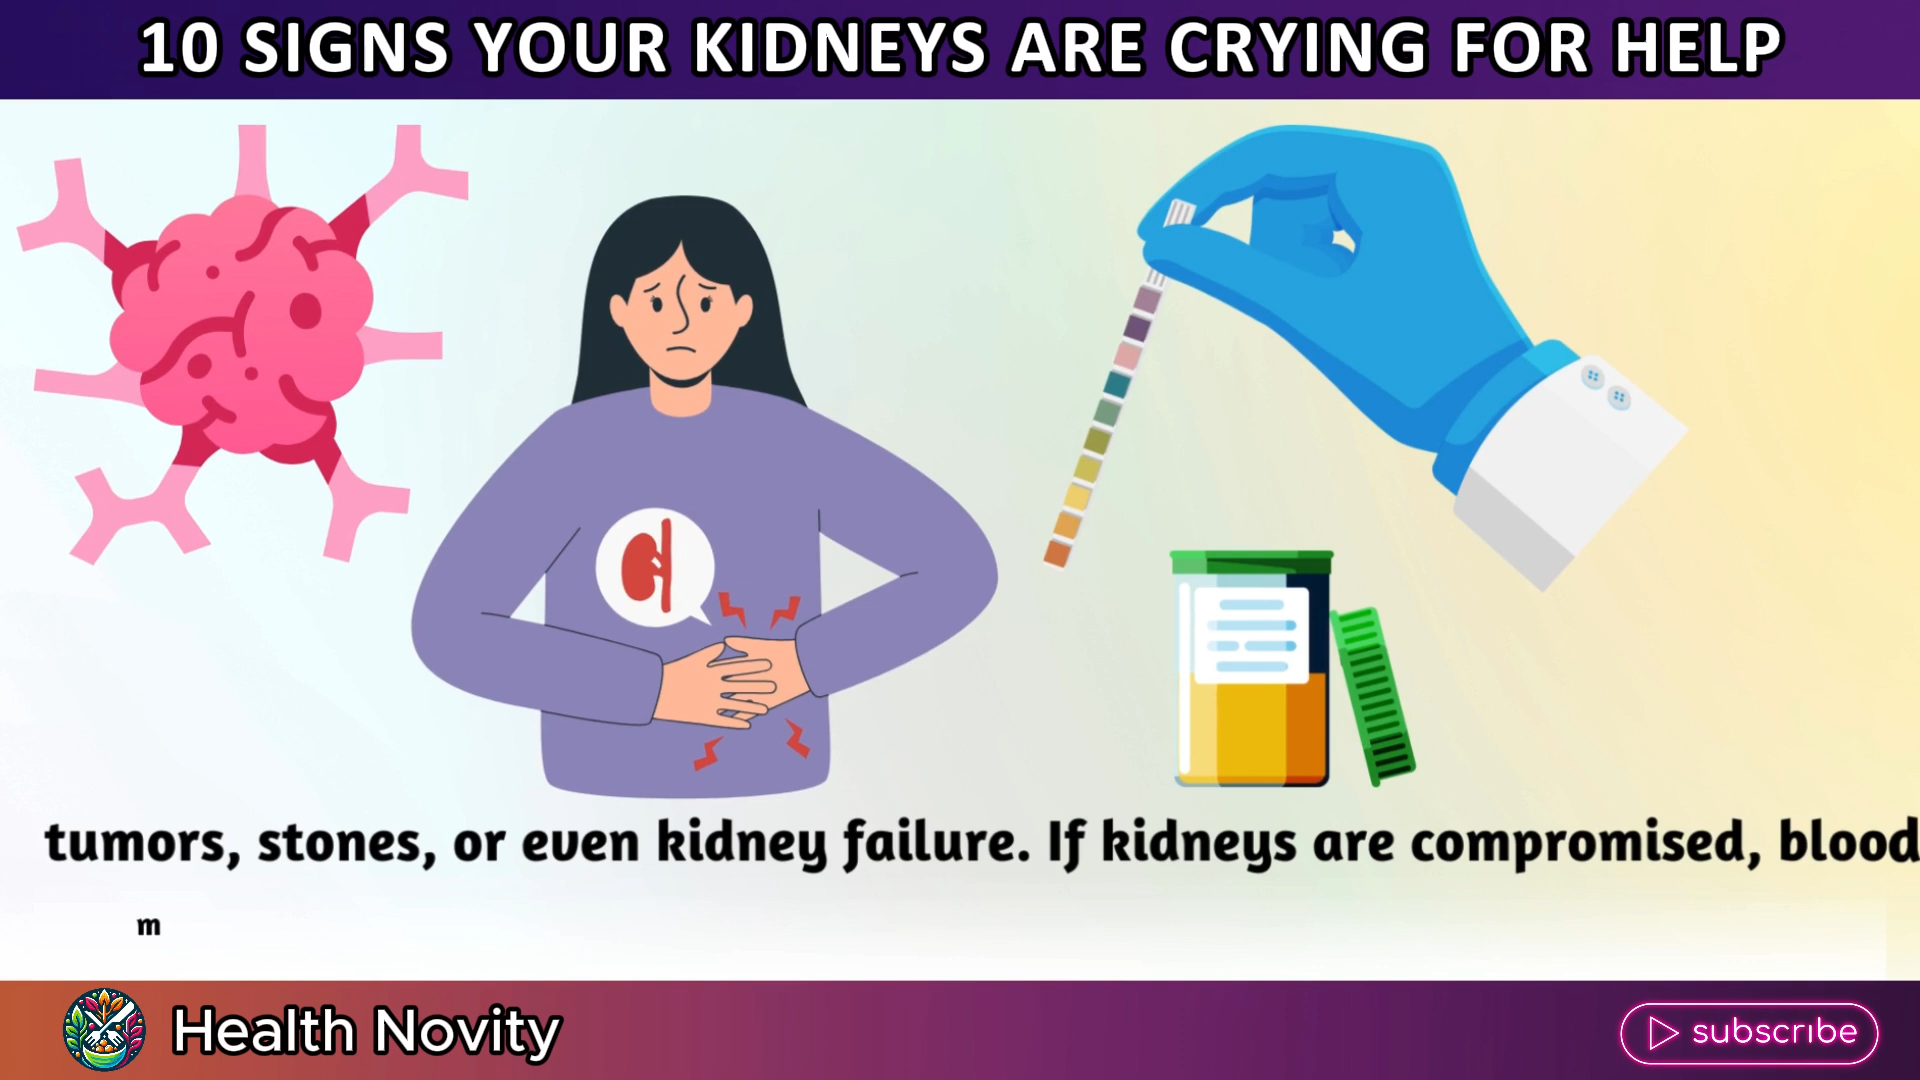 10 SIGNS YOUR KIDNEYS ARE CRYING FOR HELP
tumors, stones, or even kidney failure. If kidneys are compromised, blood
m
Health Novity
subscribe